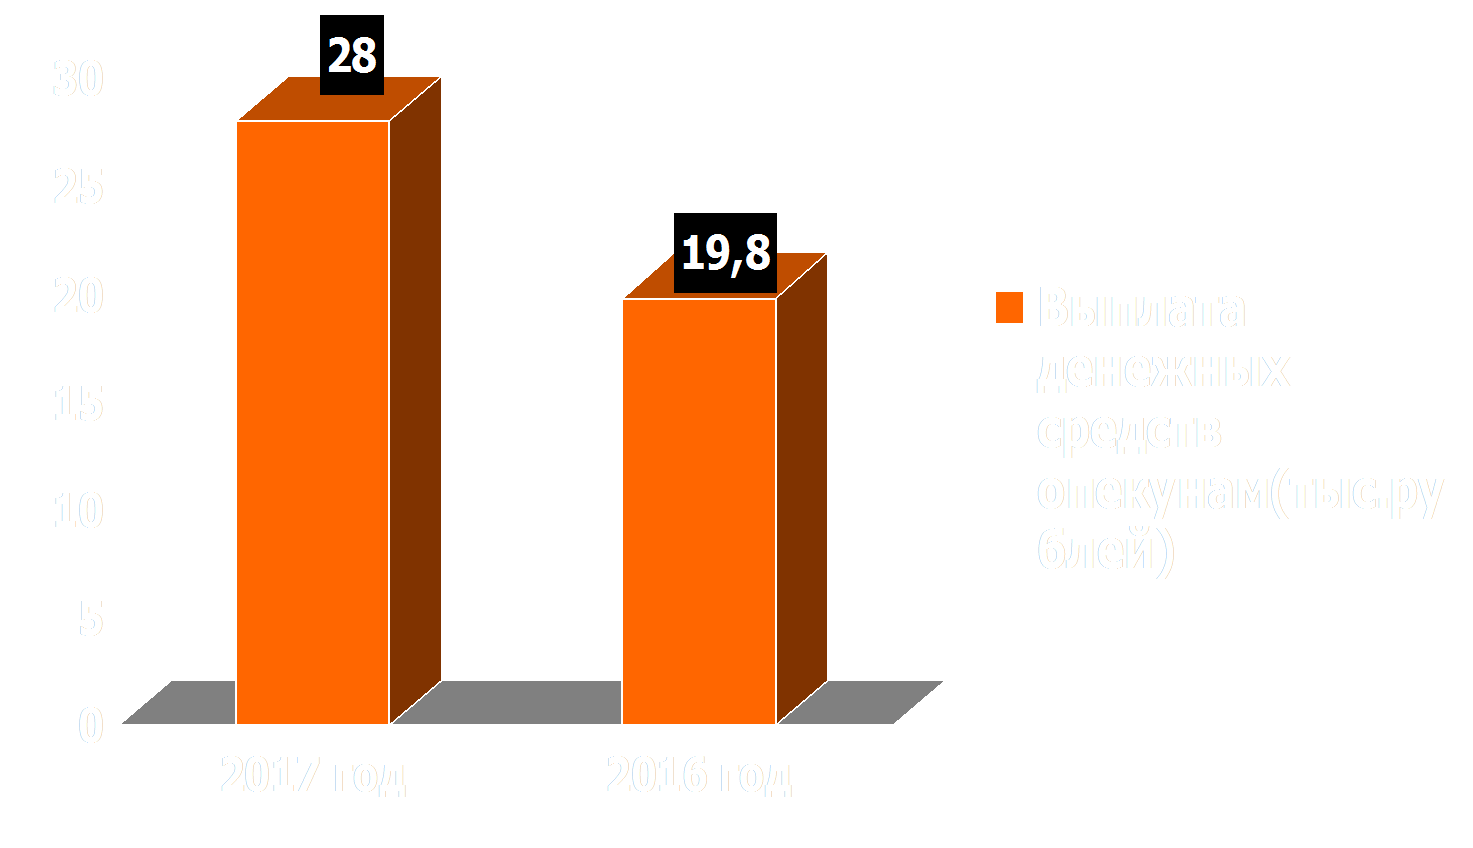 28
30
25
19,8
20
Выплата
денежных
средств
опекунам(тыс.ру
блей)
15
10
5
0
2017 год
2016 год